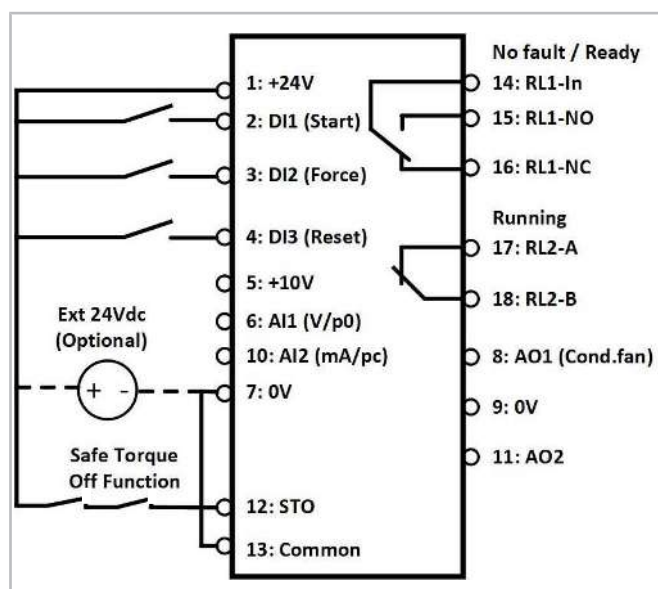 1: +24V
2: DI1 (Start)
3: DI2 (Force)
4: DI3 (Reset)
5: +10V
6: AI1 (V/p0)
10: AI2 (mA/pc)
7: 0V
12: STO
13: Common
Ext 24Vdc
(Optional)
+ -
Safe Torque
Off Function
No fault / Ready
14: RL1-In
15: RL1-NO
16: RL1-NC
Running
17: RL2-A
18: RL2-B
8: AO1 (Cond.fan)
9: 0V
11: AO2